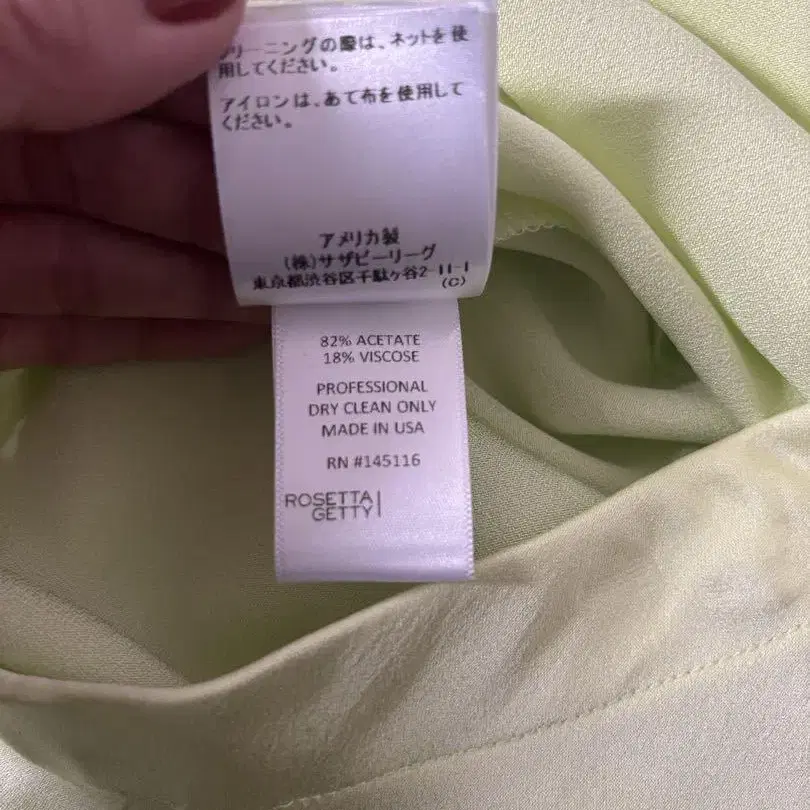 クリーニングの際は、ネットを使
用してください。
アイロンは、あて布を使用して
ください。
アメリカ製
(株)サザビーリーグ
東京都渋谷区千駄ヶ谷2-11-1
(C)
82% ACETATE
18% VISCOSE
PROFESSIONAL
DRY CLEAN ONLY
MADE IN USA
RN #145116
ROSETTA
GETTY